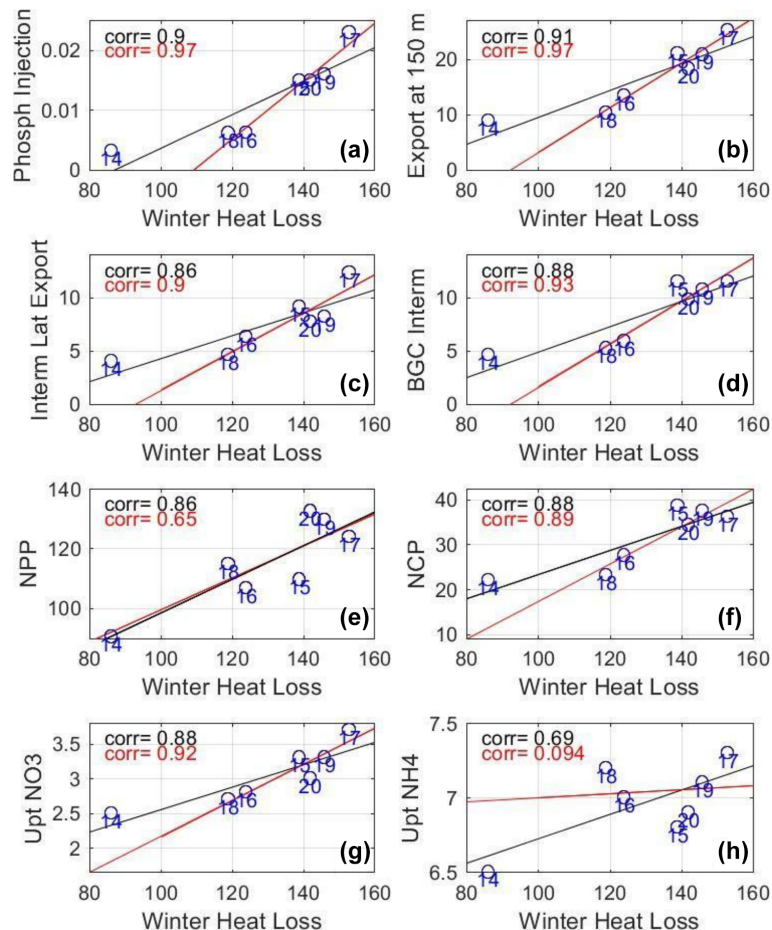 corr= 0.9
corr= 0.97
Phosph Injection
0.02
0.01
0
14
18
16
15
20
19
17
(a)
80 100 120 140 160
Winter Heat Loss
corr= 0.91
corr= 0.97
Export at 150 m
20
10
0
14
18
16
15
20
19
17
(b)
80 100 120 140 160
Winter Heat Loss
corr= 0.86
corr= 0.9
Interm Lat Export
10
5
0
14
18
16
15
20
19
17
(c)
80 100 120 140 160
Winter Heat Loss
corr= 0.88
corr= 0.93
BGC Interm
10
5
0
14
18
16
15
20
19
17
(d)
80 100 120 140 160
Winter Heat Loss
corr= 0.86
corr= 0.65
NPP
140
120
100
14
18
16
15
20
19
17
(e)
80 100 120 140 160
Winter Heat Loss
corr= 0.88
corr= 0.89
NCP
40
30
20
10
14
18
16
15
20
19
17
(f)
80 100 120 140 160
Winter Heat Loss
corr= 0.88
corr= 0.92
Upt NO3
3.5
3
2.5
2
14
18
16
15
20
19
17
(g)
80 100 120 140 160
Winter Heat Loss
corr= 0.69
corr= 0.094
Upt NH4
7.5
7
6.5
14
18
16
15
20
19
17
(h)
80 100 120 140 160
Winter Heat Loss